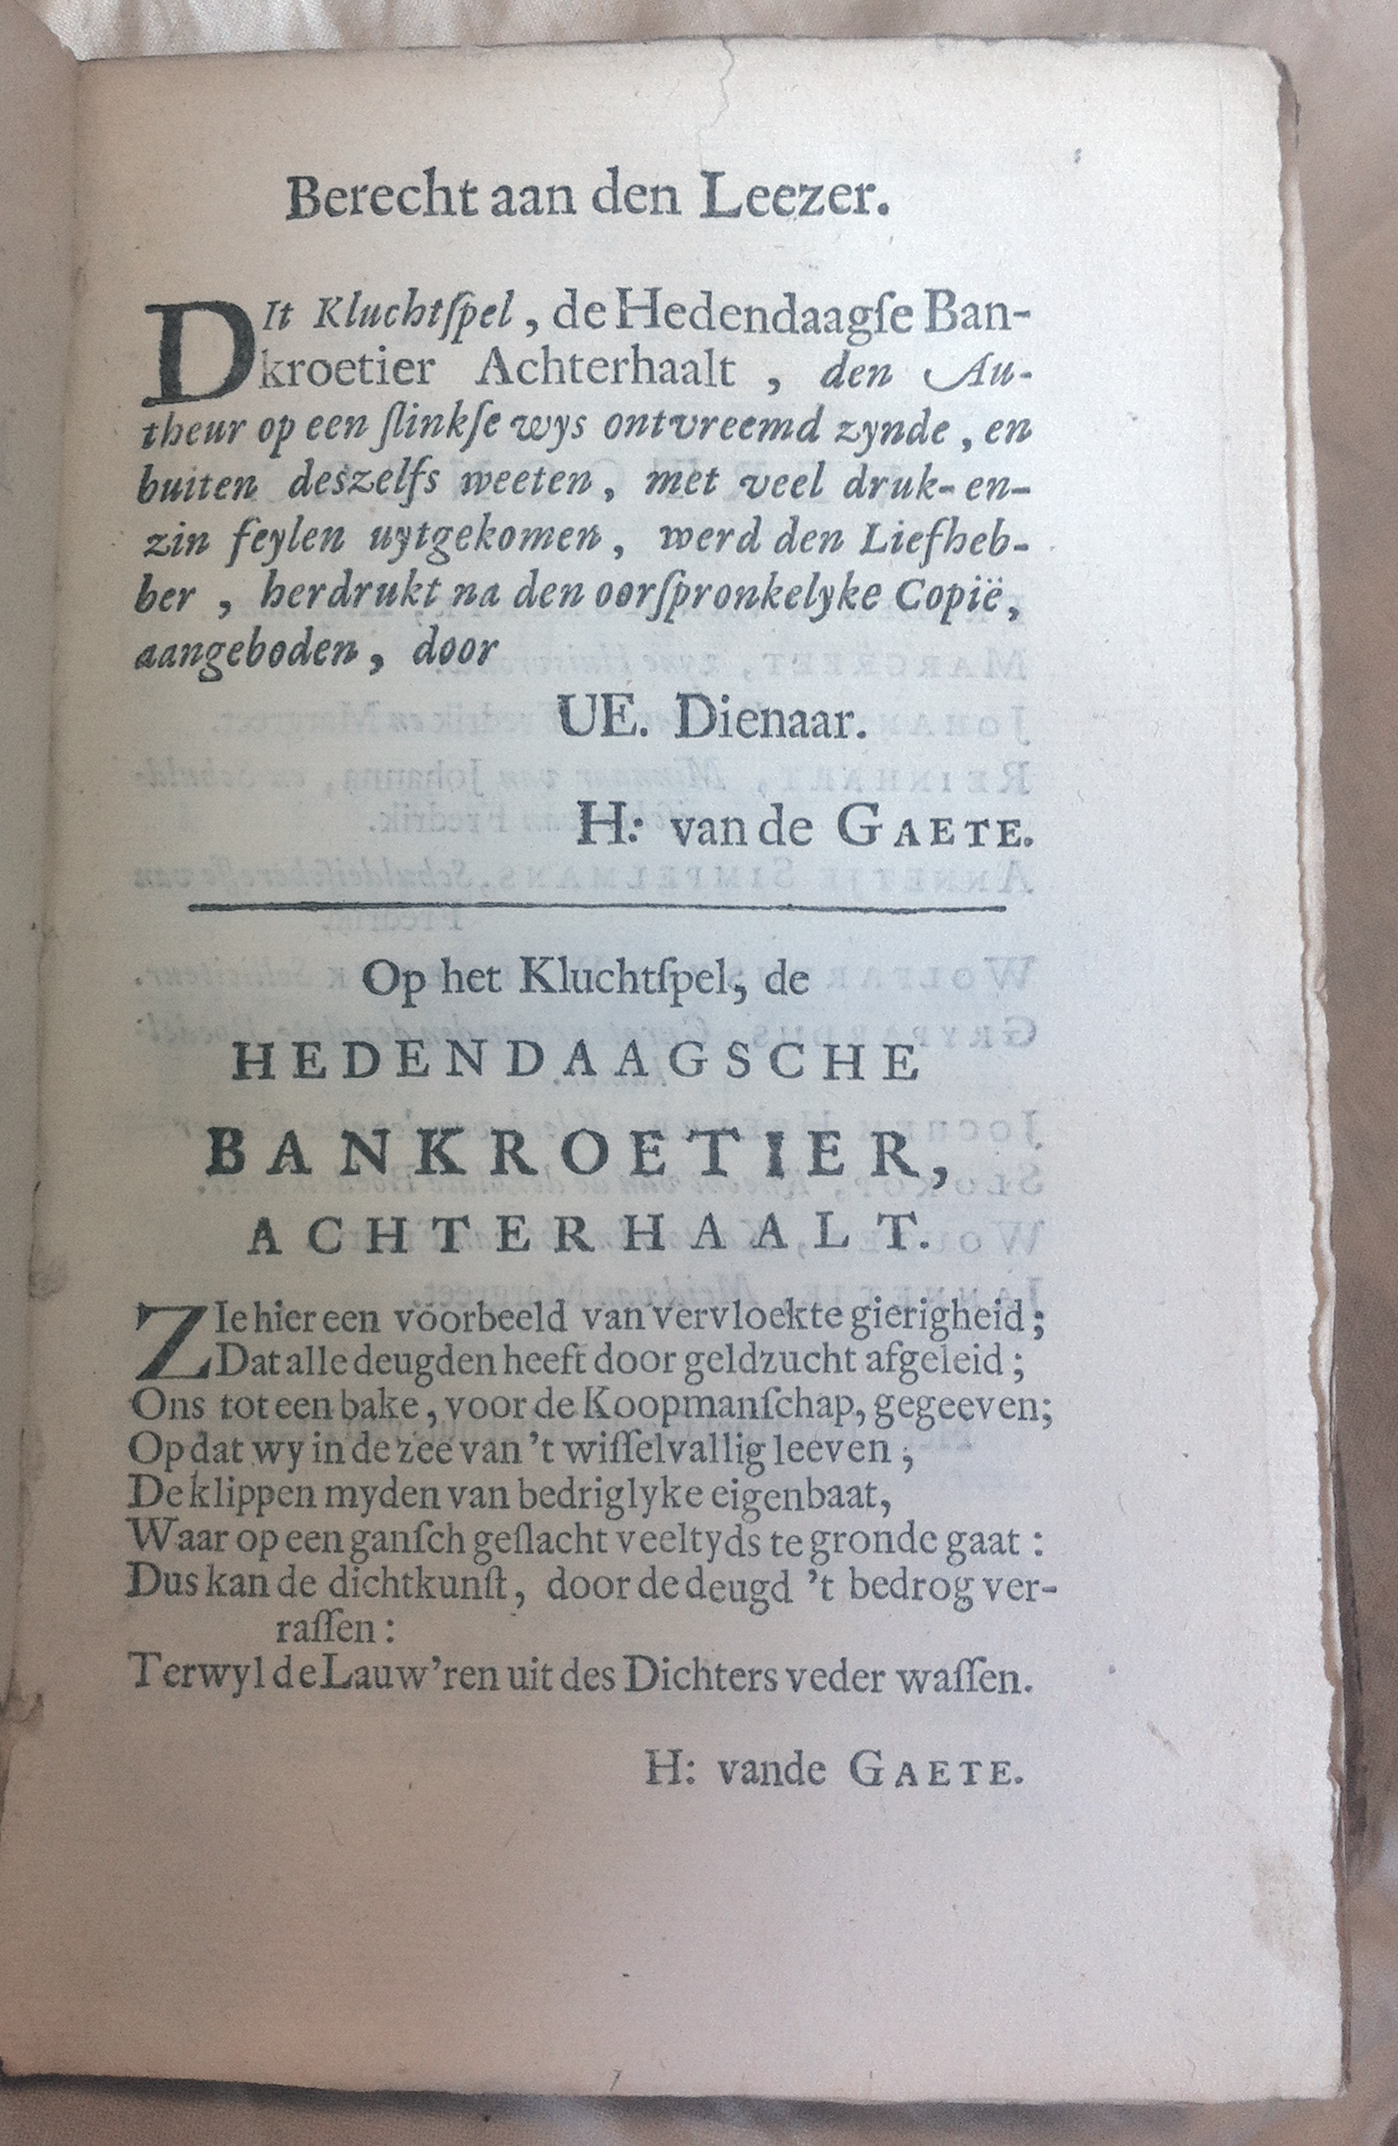 Berecht aan den Leezer.
DIt Kluchtſpel, de Hedendaagſe Ban-
kroetier Achterhaalt, den Au-
theur op een ſlinkſe wys ontvreemd zynde, en
buiten deszelfs weeten, met veel druk- en-
zin feylen uytgekomen, werd den Liefheb-
ber, herdrukt na den oorſpronkelyke Copië,
aangeboden, door
UE. Dienaar.
H: van de GAETE.
Op het Kluchtſpel, de
HEDENDAAGSCHE
BANKROETIER,
ACHTERHAALT.
ZIe hier een voorbeeld van vervloekte gierigheid;
Dat alle deugden heeft door geldzucht afgeleid;
Ons tot een bake, voor de Koopmanſchap, gegeeven;
Op dat wy in de zee van 't wiſſelvallig leeven;
De klippen myden van bedriglyke eigenbaat,
Waar op een ganſch geſlacht veeltyds te gronde gaat:
Dus kan de dichtkunſt, door de deugd 't bedrog ver-
raſſen:
Terwyl de Lauw'ren uit des Dichters veder waſſen.
H: vande GAETE.